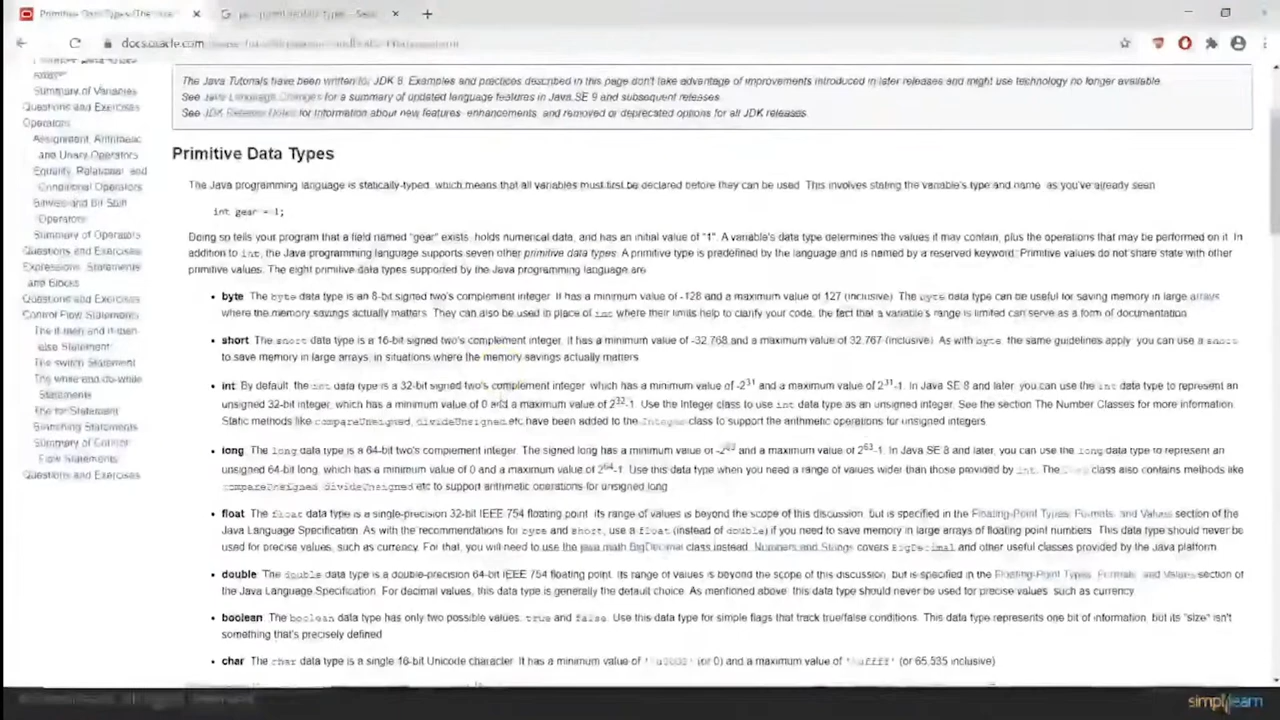 Primitive Data Types (The Java
docs.oracle.com
Summary of Variables
Questions and Exercises
Operators
Assignment, Arithmetic
and Unary Operators
Equality, Relational and
Conditional Operators
Bitwise and Bit Shift
Operators
Summary of Operators
Questions and Exercises
Expressions, Statements
and Blocks
Questions and Exercises
Control Flow Statements
The if-then and if-then-
else Statement
The switch Statement
The while and do-while
Statements
The for Statement
Branching Statements
Summary of Control
Flow Statements
Questions and Exercises
The Java Tutorials have been written for JDK 8. Examples and practices described in this page don't take advantage of improvements introduced in later releases and might use technology no longer available.
See Java Language Changes for a summary of updated language features in Java SE 9 and subsequent releases.
See JDK Release Notes for information about new features, enhancements, and removed or deprecated options for all JDK releases.
Primitive Data Types
The Java programming language is statically-typed, which means that all variables must first be declared before they can be used. This involves stating the variable's type and name, as you've already seen
int gear = 1;
Doing so tells your program that a field named "gear" exists, holds numerical data, and has an initial value of "1". A variable's data type determines the values it may contain, plus the operations that may be performed on it. In
addition to int, the Java programming language supports seven other primitive data types. A primitive type is predefined by the language and is named by a reserved keyword. Primitive values do not share state with other
primitive values. The eight primitive data types supported by the Java programming language are
• byte The byte data type is an 8-bit signed two's complement integer. It has a minimum value of -128 and a maximum value of 127 (inclusive). The byte data type can be useful for saving memory in large arrays
where the memory savings actually matters. They can also be used in place of int where their limits help to clarify your code, the fact that a variable's range is limited can serve as a form of documentation
• short The short data type is a 16-bit signed two's complement integer. It has a minimum value of -32,768 and a maximum value of 32,767 (inclusive). As with byte, the same guidelines apply: you can use a short
to save memory in large arrays, in situations where the memory savings actually matters
• int By default, the int data type is a 32-bit signed two's complement integer, which has a minimum value of -2³¹ and a maximum value of 2³¹-1. In Java SE 8 and later, you can use the int data type to represent an
unsigned 32-bit integer, which has a minimum value of 0 and a maximum value of 2³²-1. Use the Integer class to use int data type as an unsigned integer. See the section The Number Classes for more information.
Static methods like compareUnsigned, divideUnsigned etc have been added to the Integer class to support the arithmetic operations for unsigned integers
• long The long data type is a 64-bit two's complement integer. The signed long has a minimum value of -2⁶³ and a maximum value of 2⁶³-1. In Java SE 8 and later, you can use the long data type to represent an
unsigned 64-bit long, which has a minimum value of 0 and a maximum value of 2⁶⁴-1. Use this data type when you need a range of values wider than those provided by int. The class also contains methods like
compareUnsigned, divideUnsigned etc to support arithmetic operations for unsigned long
• float The float data type is a single-precision 32-bit IEEE 754 floating point. Its range of values is beyond the scope of this discussion, but is specified in the Floating-Point Types, Formats, and Values section of the
Java Language Specification. As with the recommendations for byte and short, use a float (instead of double) if you need to save memory in large arrays of floating point numbers. This data type should never be
used for precise values, such as currency. For that, you will need to use the java.math.BigDecimal class instead. Numbers and Strings covers BigDecimal and other useful classes provided by the Java platform
• double The double data type is a double-precision 64-bit IEEE 754 floating point. Its range of values is beyond the scope of this discussion, but is specified in the Floating-Point Types, Formats, and Values section of
the Java Language Specification. For decimal values, this data type is generally the default choice. As mentioned above, this data type should never be used for precise values, such as currency.
• boolean The boolean data type has only two possible values: true and false. Use this data type for simple flags that track true/false conditions. This data type represents one bit of information, but its "size" isn't
something that's precisely defined
• char The char data type is a single 16-bit Unicode character. It has a minimum value of '\u0000' (or 0) and a maximum value of '\uffff' (or 65,535 inclusive)
simplilearn